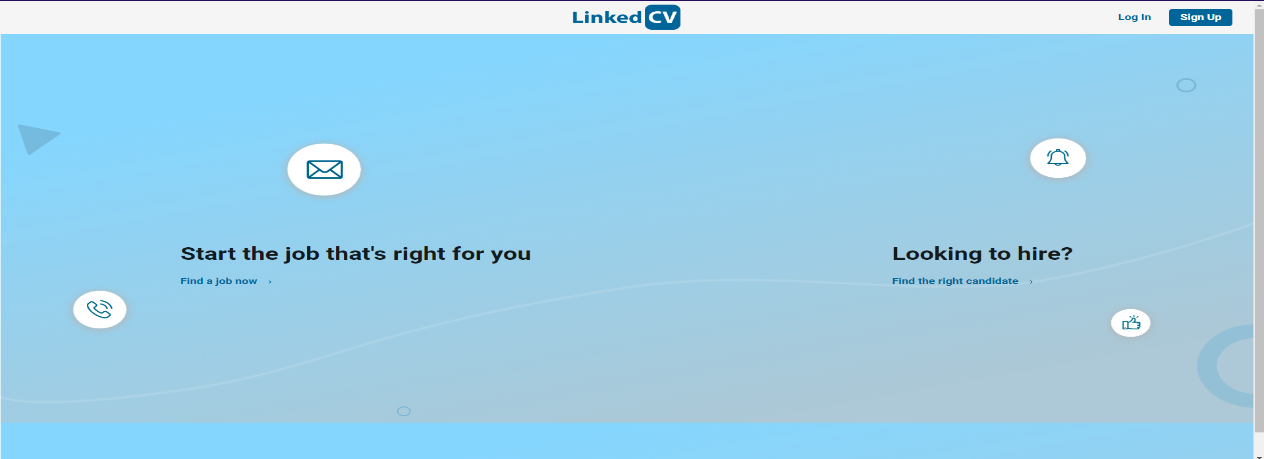 LinkedCV
Log In
Sign Up
Start the job that's right for you
Find a job now ›
Looking to hire?
Find the right candidate ›